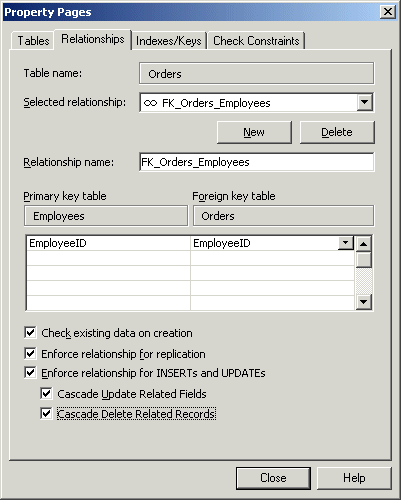 Property Pages
Tables Relationships Indexes/Keys Check Constraints
Table name: Orders
Selected relationship: FK_Orders_Employees
New Delete
Relationship name: FK_Orders_Employees
Primary key table Foreign key table
Employees Orders
EmployeeID EmployeeID
Check existing data on creation
Enforce relationship for replication
Enforce relationship for INSERTs and UPDATEs
Cascade Update Related Fields
Cascade Delete Related Records
Close Help